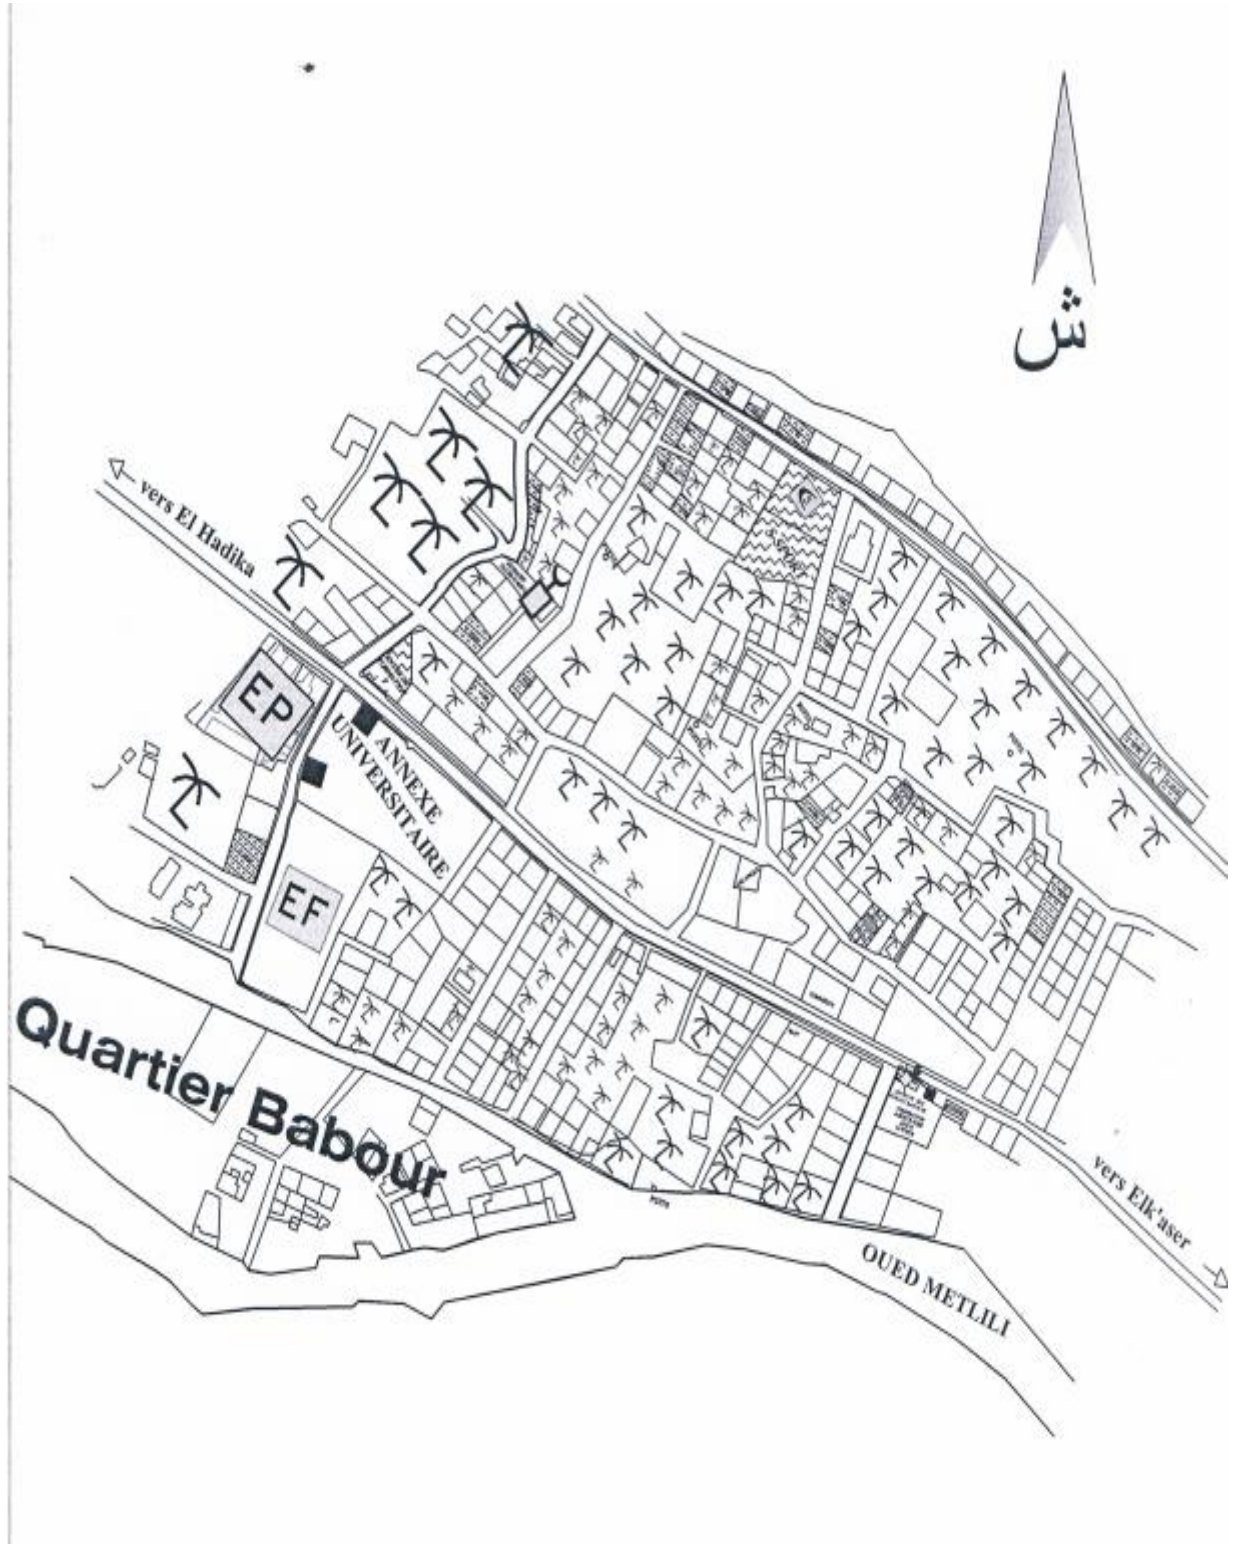 ش
vers El Hadika
EP
ANNEXE
UNIVERSITAIRE
EF
Quartier Babour
vers Elk'aser
OUED METLILI